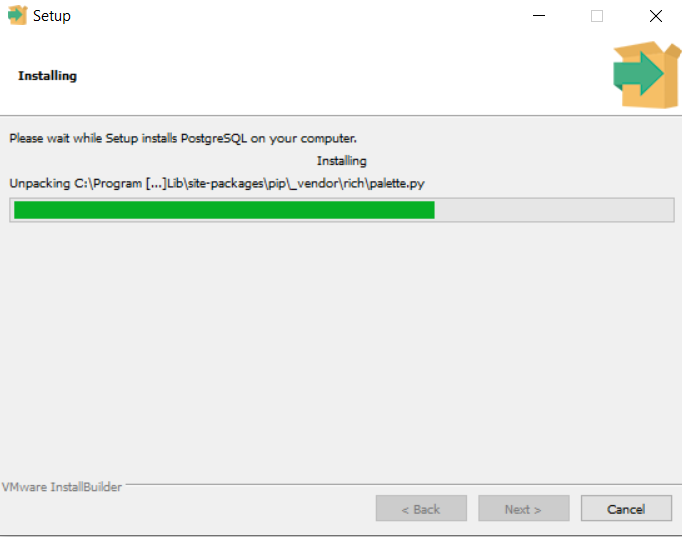 Setup
Installing
Please wait while Setup installs PostgreSQL on your computer.
Installing
Unpacking C:\Program [...]Lib\site-packages\pip\_vendor\rich\palette.py
VMware InstallBuilder
< Back
Next >
Cancel